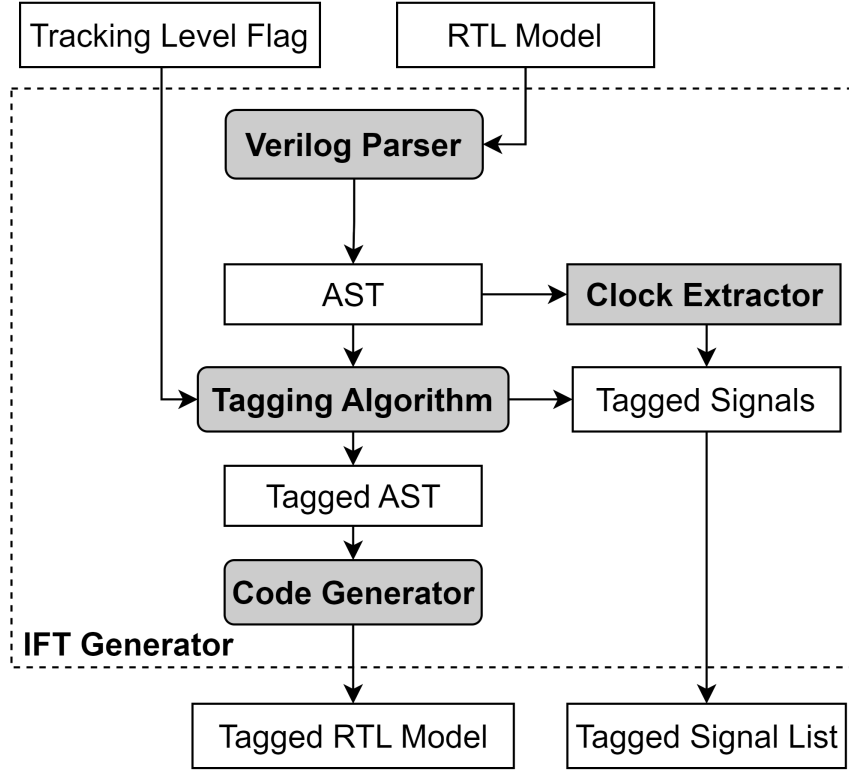 Tracking Level Flag
RTL Model
Verilog Parser
AST
Clock Extractor
Tagging Algorithm
Tagged Signals
Tagged AST
Code Generator
IFT Generator
Tagged RTL Model
Tagged Signal List